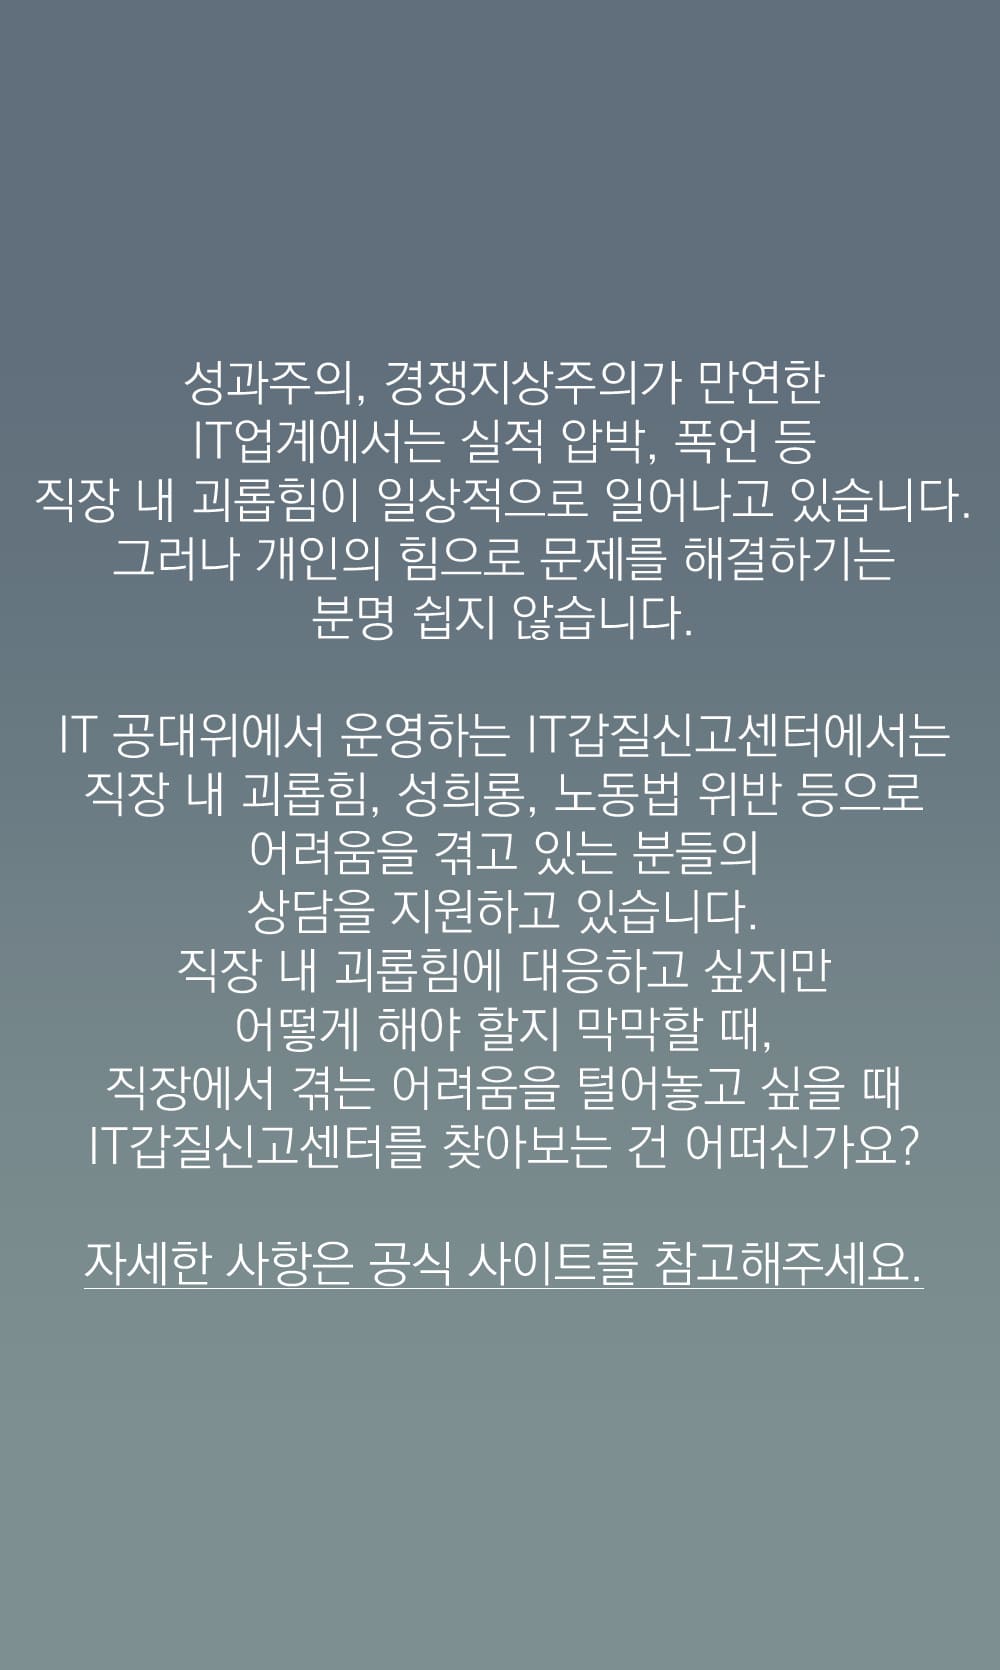 성과주의, 경쟁지상주의가 만연한
IT업계에서는 실적 압박, 폭언 등
직장 내 괴롭힘이 일상적으로 일어나고 있습니다.
그러나 개인의 힘으로 문제를 해결하기는
분명 쉽지 않습니다.
IT 공대위에서 운영하는 IT갑질신고센터에서는
직장 내 괴롭힘, 성희롱, 노동법 위반 등으로
어려움을 겪고 있는 분들의
상담을 지원하고 있습니다.
직장 내 괴롭힘에 대응하고 싶지만
어떻게 해야 할지 막막할 때,
직장에서 겪는 어려움을 털어놓고 싶을 때
IT갑질신고센터를 찾아보는 건 어떠신가요?
자세한 사항은 공식 사이트를 참고해주세요.